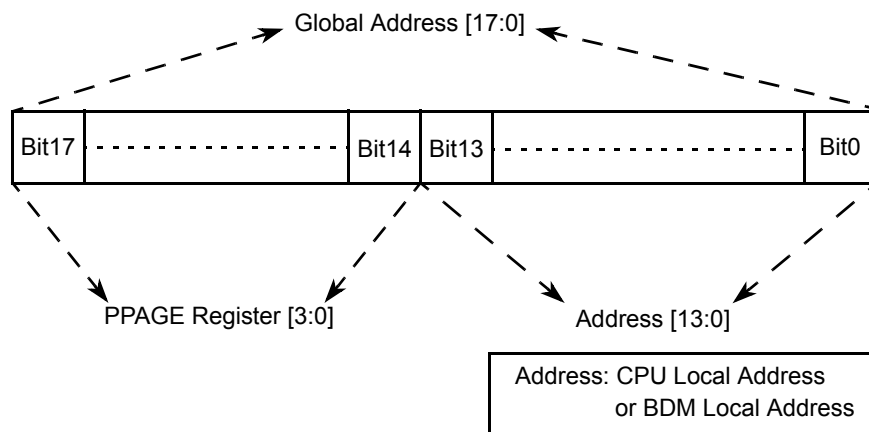 Global Address [17:0]
Bit17 Bit14 Bit13 Bit0
PPAGE Register [3:0] Address [13:0]
Address: CPU Local Address
or BDM Local Address